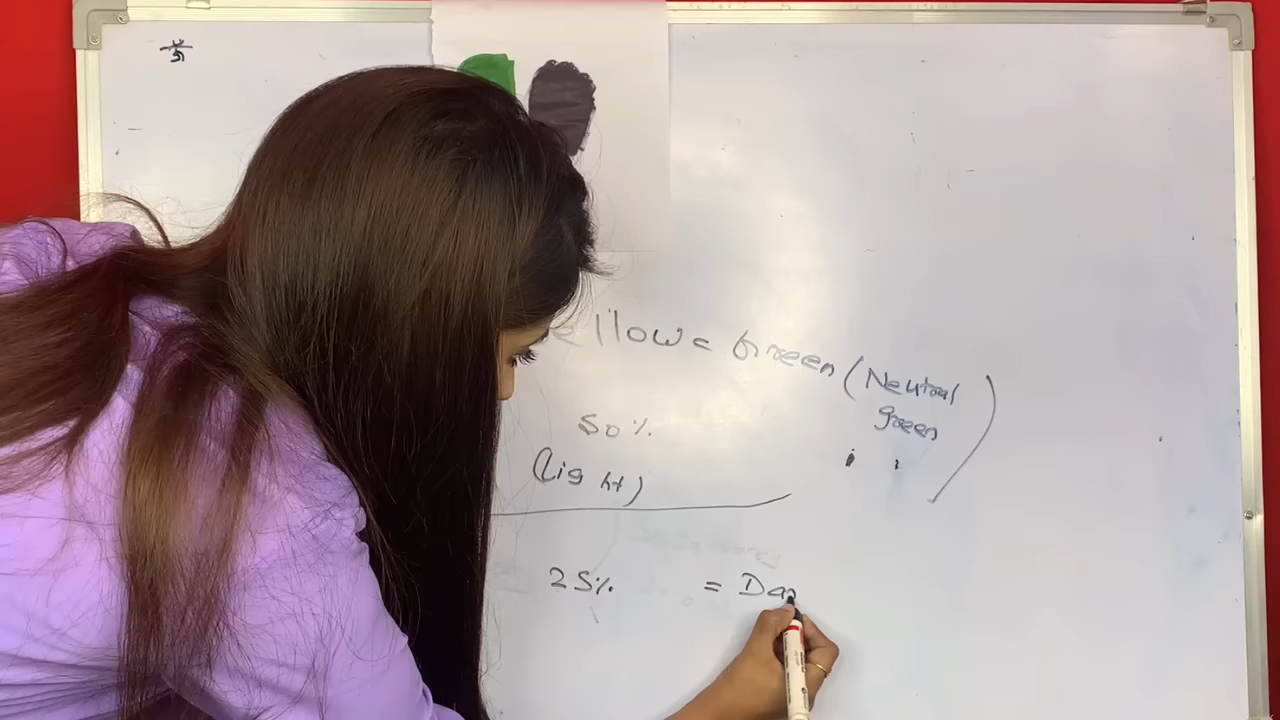 ellow = Green (Neutral
green)
50%
(Light)
25% = Da